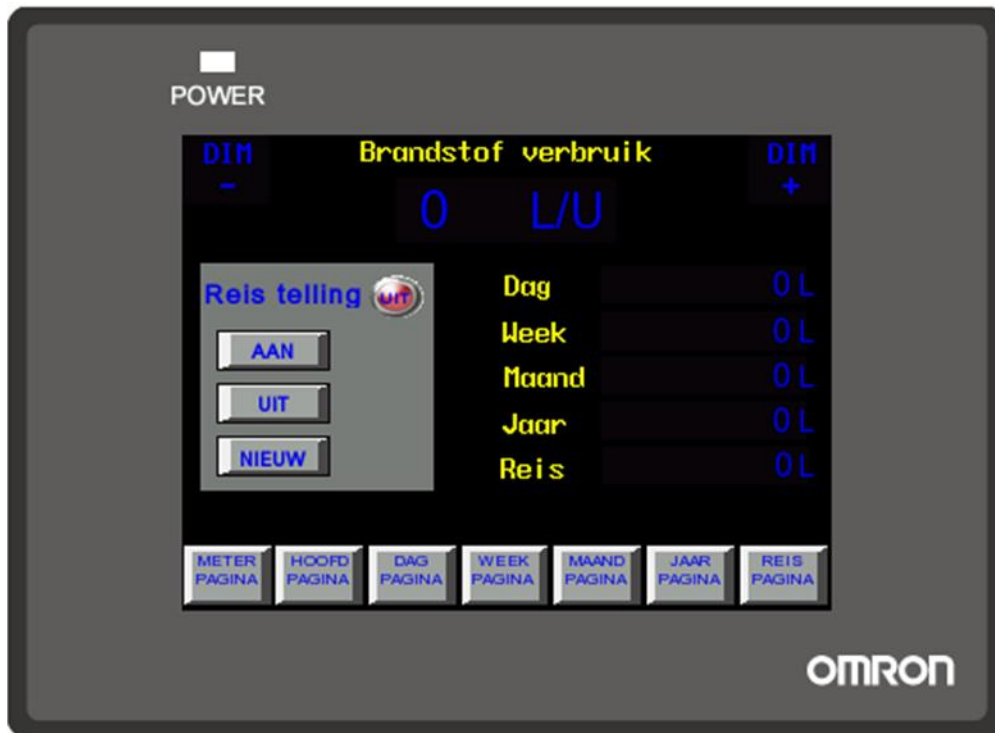 POWER
DIM
-
Brandstof verbruik
DIM
+
0 L/U
Reis telling UIT
AAN
UIT
NIEUW
Dag 0 L
Week 0 L
Maand 0 L
Jaar 0 L
Reis 0 L
METER PAGINA
HOOFD PAGINA
DAG PAGINA
WEEK PAGINA
MAAND PAGINA
JAAR PAGINA
REIS PAGINA
OMRON